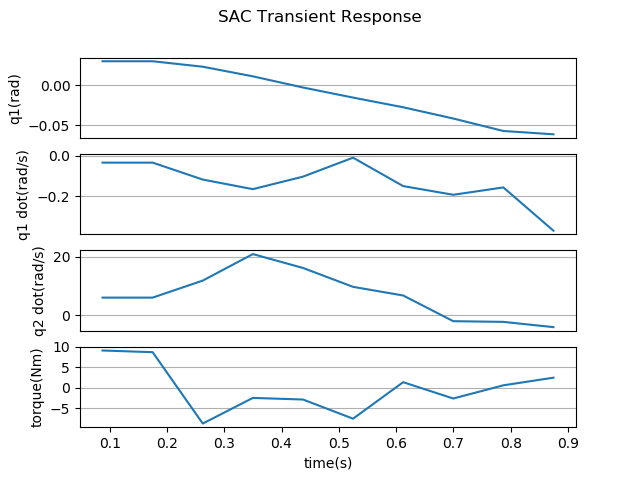 SAC Transient Response
q1(rad)
0.00
−0.05
q1 dot(rad/s)
0.0
−0.2
q2 dot(rad/s)
20
0
torque(Nm)
10
5
0
−5
0.1 0.2 0.3 0.4 0.5 0.6 0.7 0.8 0.9
time(s)